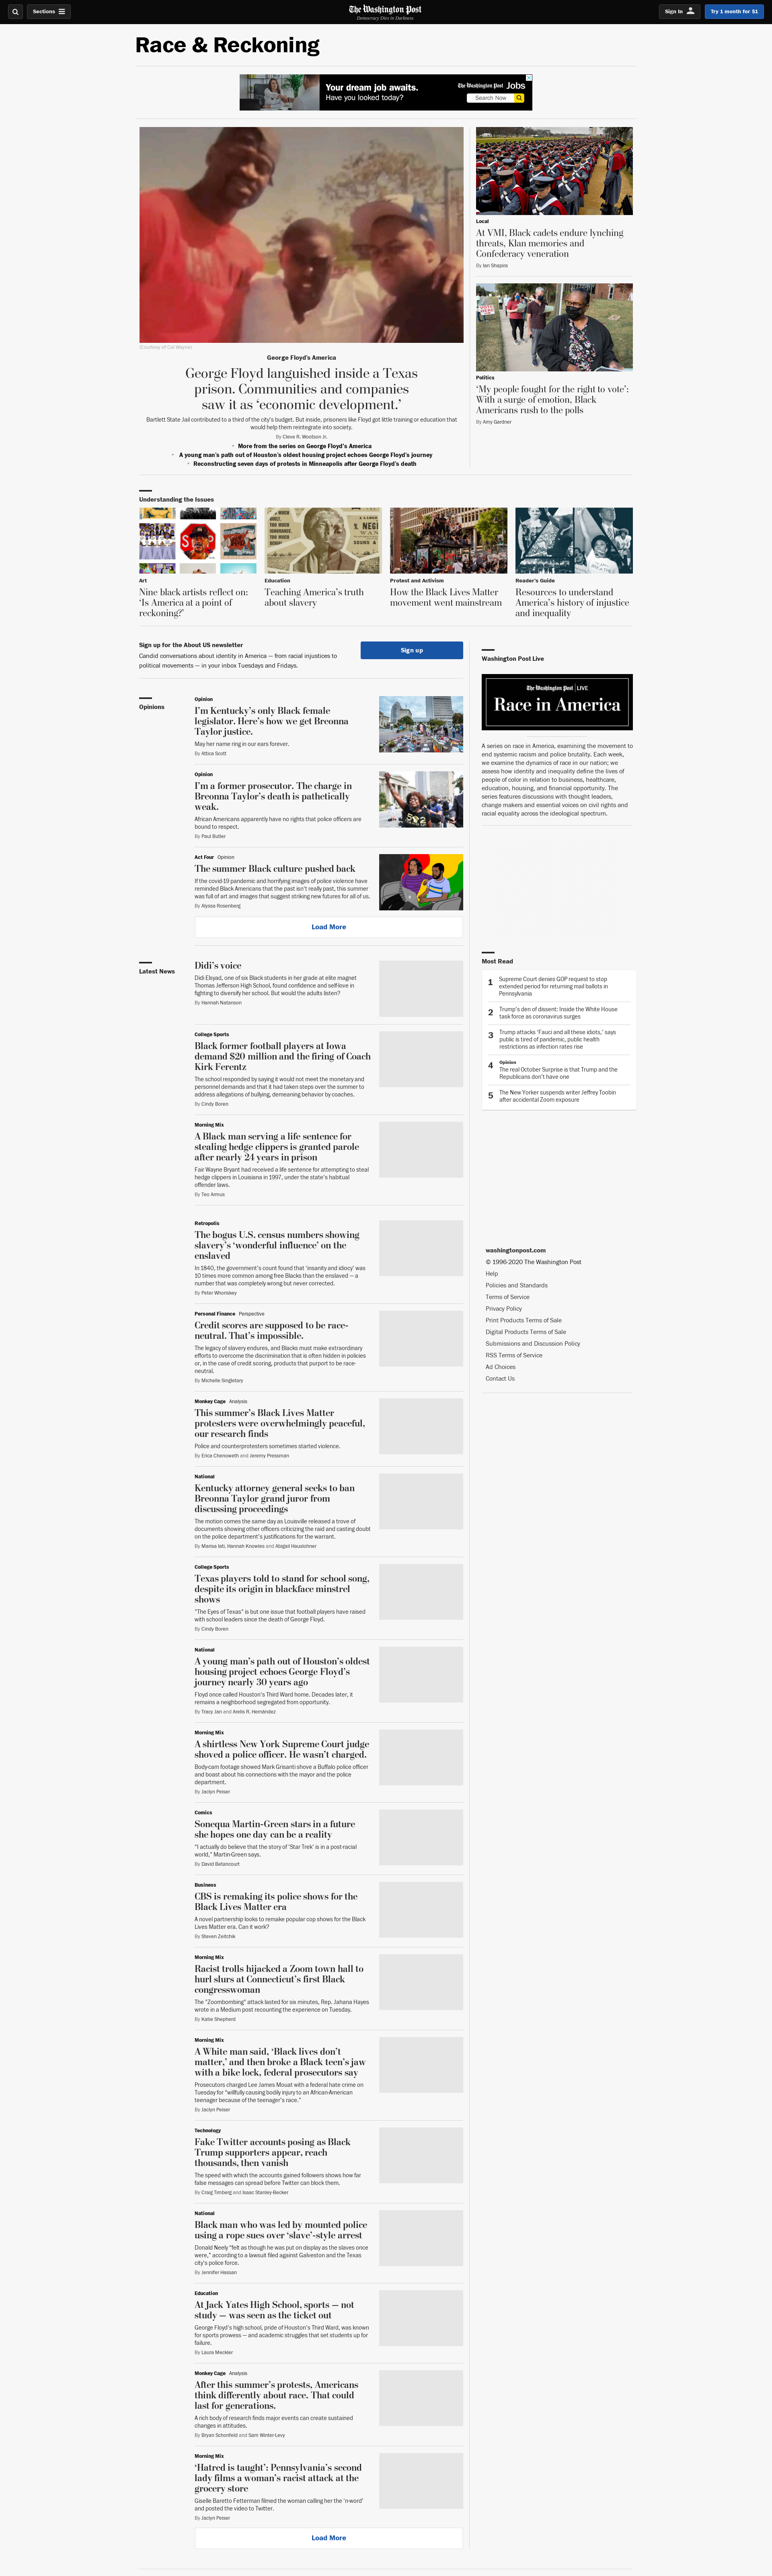 Sections
The Washington Post
Democracy Dies in Darkness
Sign In
Try 1 month for $1
Race & Reckoning
Your dream job awaits.
Have you looked today?
The Washington Post Jobs
Search Now
(Courtesy of Cal Wayne)
George Floyd's America
George Floyd languished inside a Texas
prison. Communities and companies
saw it as ‘economic development.’
Bartlett State Jail contributed to a third of the city's budget. But inside, prisoners like Floyd got little training or education that
would help them reintegrate into society.
By Cleve R. Wootson Jr.
More from the series on George Floyd's America
A young man's path out of Houston's oldest housing project echoes George Floyd's journey
Reconstructing seven days of protests in Minneapolis after George Floyd's death
Local
At VMI, Black cadets endure lynching
threats, Klan memories and
Confederacy veneration
By Ian Shapira
Politics
‘My people fought for the right to vote’:
With a surge of emotion, Black
Americans rush to the polls
By Amy Gardner
Understanding the Issues
Art
Nine black artists reflect on:
‘Is America at a point of
reckoning?’
Education
Teaching America’s truth
about slavery
Protest and Activism
How the Black Lives Matter
movement went mainstream
Reader's Guide
Resources to understand
America’s history of injustice
and inequality
Sign up for the About US newsletter
Candid conversations about identity in America — from racial injustices to
political movements — in your inbox Tuesdays and Fridays.
Sign up
Opinions
Opinion
I’m Kentucky’s only Black female
legislator. Here’s how we get Breonna
Taylor justice.
May her name ring in our ears forever.
By Attica Scott
Opinion
I’m a former prosecutor. The charge in
Breonna Taylor’s death is pathetically
weak.
African Americans apparently have no rights that police officers are
bound to respect.
By Paul Butler
Act Four Opinion
The summer Black culture pushed back
If the covid-19 pandemic and horrifying images of police violence have
reminded Black Americans that the past isn't really past, this summer
was full of art and images that suggest striking new futures for all of us.
By Alyssa Rosenberg
Load More
Washington Post Live
The Washington Post LIVE
Race in America
A series on race in America, examining the movement to
end systemic racism and police brutality. Each week,
we examine the dynamics of race in our nation; we
assess how identity and inequality define the lives of
people of color in relation to business, healthcare,
education, housing, and financial opportunity. The
series features discussions with thought leaders,
change makers and essential voices on civil rights and
racial equality across the ideological spectrum.
Most Read
1 Supreme Court denies GOP request to stop
extended period for returning mail ballots in
Pennsylvania
2 Trump's den of dissent: Inside the White House
task force as coronavirus surges
3 Trump attacks ‘Fauci and all these idiots,’ says
public is tired of pandemic, public health
restrictions as infection rates rise
4 Opinion
The real October Surprise is that Trump and the
Republicans don't have one
5 The New Yorker suspends writer Jeffrey Toobin
after accidental Zoom exposure
washingtonpost.com
© 1996-2020 The Washington Post
Help
Policies and Standards
Terms of Service
Privacy Policy
Print Products Terms of Sale
Digital Products Terms of Sale
Submissions and Discussion Policy
RSS Terms of Service
Ad Choices
Contact Us
Latest News
Didi’s voice
Didi Elsyad, one of six Black students in her grade at elite magnet
Thomas Jefferson High School, found confidence and self-love in
fighting to diversify her school. But would the adults listen?
By Hannah Natanson
College Sports
Black former football players at Iowa
demand $20 million and the firing of Coach
Kirk Ferentz
The school responded by saying it would not meet the monetary and
personnel demands and that it had taken steps over the summer to
address allegations of bullying, demeaning behavior by coaches.
By Cindy Boren
Morning Mix
A Black man serving a life sentence for
stealing hedge clippers is granted parole
after nearly 24 years in prison
Fair Wayne Bryant had received a life sentence for attempting to steal
hedge clippers in Louisiana in 1997, under the state's habitual
offender laws.
By Teo Armus
Retropolis
The bogus U.S. census numbers showing
slavery’s ‘wonderful influence’ on the
enslaved
In 1840, the government's count found that 'insanity and idiocy' was
10 times more common among free Blacks than the enslaved — a
number that was completely wrong but never corrected.
By Peter Whoriskey
Personal Finance Perspective
Credit scores are supposed to be race-
neutral. That’s impossible.
The legacy of slavery endures, and Blacks must make extraordinary
efforts to overcome the discrimination that is often hidden in policies
or, in the case of credit scoring, products that purport to be race-
neutral.
By Michelle Singletary
Monkey Cage Analysis
This summer’s Black Lives Matter
protesters were overwhelmingly peaceful,
our research finds
Police and counterprotesters sometimes started violence.
By Erica Chenoweth and Jeremy Pressman
National
Kentucky attorney general seeks to ban
Breonna Taylor grand juror from
discussing proceedings
The motion comes the same day as Louisville released a trove of
documents showing other officers criticizing the raid and casting doubt
on the police department's justifications for the warrant.
By Marisa Iati, Hannah Knowles and Abigail Hauslohner
College Sports
Texas players told to stand for school song,
despite its origin in blackface minstrel
shows
"The Eyes of Texas" is but one issue that football players have raised
with school leaders since the death of George Floyd.
By Cindy Boren
National
A young man’s path out of Houston’s oldest
housing project echoes George Floyd’s
journey nearly 30 years ago
Floyd once called Houston's Third Ward home. Decades later, it
remains a neighborhood segregated from opportunity.
By Tracy Jan and Arelis R. Hernández
Morning Mix
A shirtless New York Supreme Court judge
shoved a police officer. He wasn’t charged.
Body-cam footage showed Mark Grisanti shove a Buffalo police officer
and boast about his connections with the mayor and the police
department.
By Jaclyn Peiser
Comics
Sonequa Martin-Green stars in a future
she hopes one day can be a reality
"I actually do believe that the story of 'Star Trek' is in a post-racial
world," Martin-Green says.
By David Betancourt
Business
CBS is remaking its police shows for the
Black Lives Matter era
A novel partnership looks to remake popular cop shows for the Black
Lives Matter era. Can it work?
By Steven Zeitchik
Morning Mix
Racist trolls hijacked a Zoom town hall to
hurl slurs at Connecticut’s first Black
congresswoman
The "Zoombombing" attack lasted for six minutes, Rep. Jahana Hayes
wrote in a Medium post recounting the experience on Tuesday.
By Katie Shepherd
Morning Mix
A White man said, ‘Black lives don’t
matter,’ and then broke a Black teen’s jaw
with a bike lock, federal prosecutors say
Prosecutors charged Lee James Mouat with a federal hate crime on
Tuesday for “willfully causing bodily injury to an African-American
teenager because of the teenager's race.”
By Jaclyn Peiser
Technology
Fake Twitter accounts posing as Black
Trump supporters appear, reach
thousands, then vanish
The speed with which the accounts gained followers shows how far
false messages can spread before Twitter can block them.
By Craig Timberg and Isaac Stanley-Becker
National
Black man who was led by mounted police
using a rope sues over ‘slave’-style arrest
Donald Neely “felt as though he was put on display as the slaves once
were,” according to a lawsuit filed against Galveston and the Texas
city's police force.
By Jennifer Hassan
Education
At Jack Yates High School, sports — not
study — was seen as the ticket out
George Floyd's high school, pride of Houston's Third Ward, was known
for sports prowess — and academic struggles that set students up for
failure.
By Laura Meckler
Monkey Cage Analysis
After this summer’s protests, Americans
think differently about race. That could
last for generations.
A rich body of research finds major events can create sustained
changes in attitudes.
By Bryan Schonfeld and Sam Winter-Levy
Morning Mix
‘Hatred is taught’: Pennsylvania’s second
lady films a woman’s racist attack at the
grocery store
Giselle Baretto Fetterman filmed the woman calling her the ‘n-word’
and posted the video to Twitter.
By Jaclyn Peiser
Load More